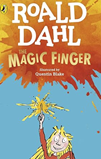 ROALD
DAHL
THE
MAGIC FINGER
Illustrated by
Quentin Blake